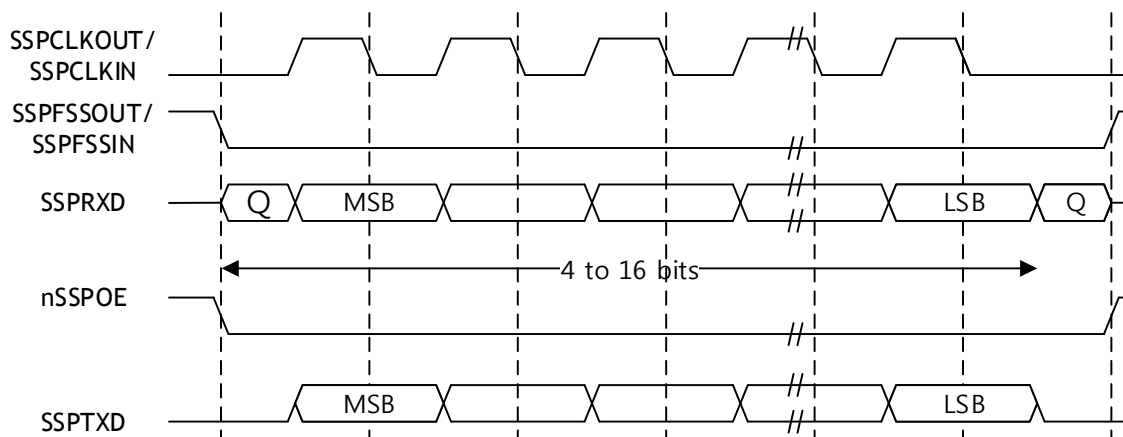 SSPCLKOUT/
SSPCLKIN
SSPFSSOUT/
SSPFSSIN
SSPRXD
Q
MSB
LSB
Q
4 to 16 bits
nSSPOE
SSPTXD
MSB
LSB